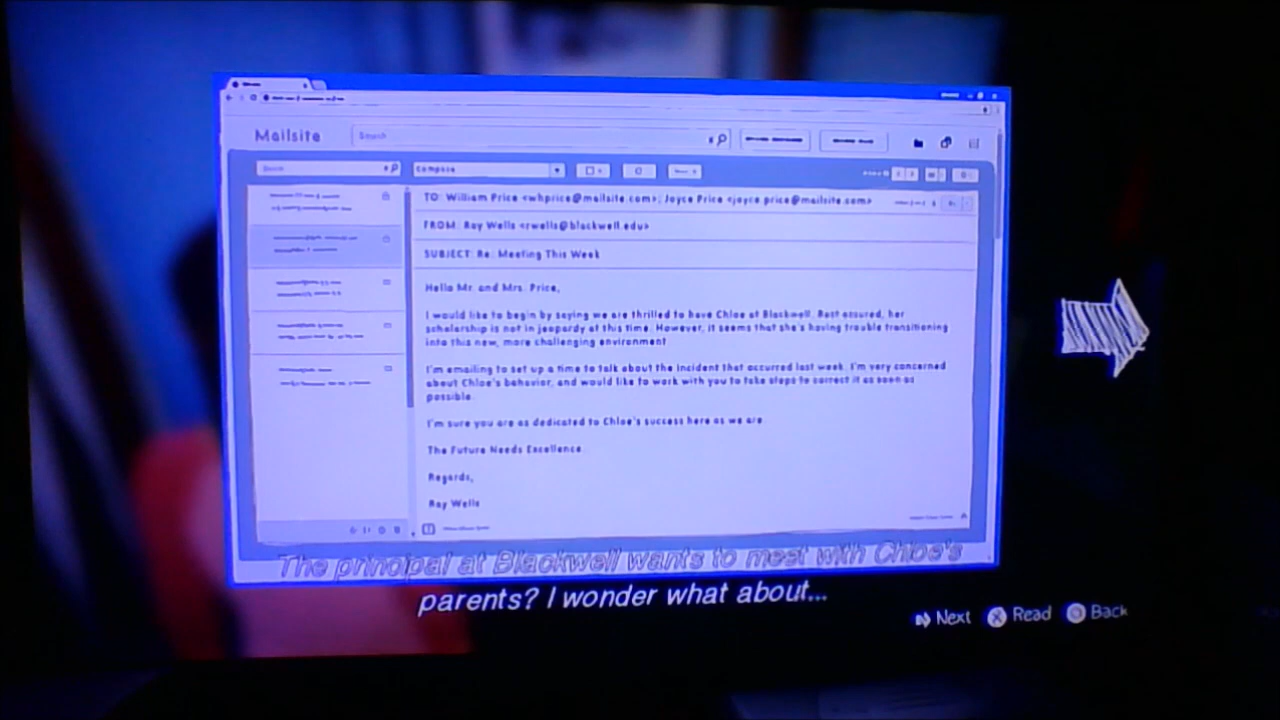 Mailsite
Search
Search
Compose
TO: William Price <whprice@mailsite.com>; Joyce Price <joyce.price@mailsite.com>
FROM: Ray Wells <rwells@blackwell.edu>
SUBJECT: Re: Meeting This Week
Hello Mr. and Mrs. Price,
I would like to begin by saying we are thrilled to have Chloe at Blackwell. Rest assured, her
scholarship is not in jeopardy at this time. However, it seems that she's having trouble transitioning
into this new, more challenging environment.
I'm emailing to set up a time to talk about the incident that occurred last week. I'm very concerned
about Chloe's behavior, and would like to work with you to take steps to correct it as soon as
possible.
I'm sure you are as dedicated to Chloe's success here as we are.
The Future Needs Excellence.
Regards,
Ray Wells
The principal at Blackwell wants to meet with Chloe's
parents? I wonder what about...
Next Read Back